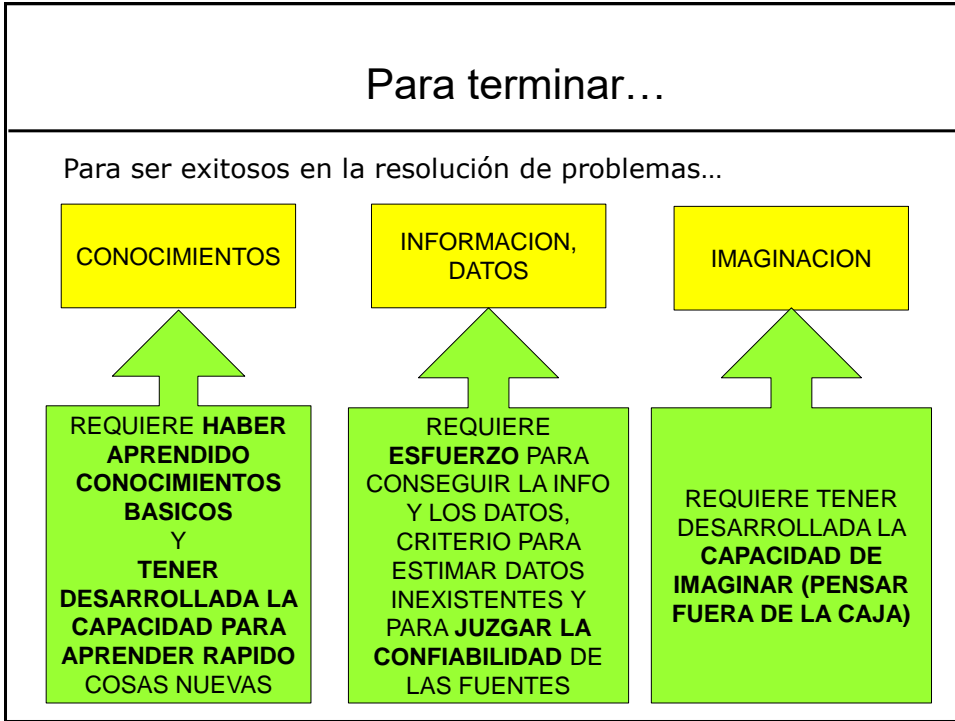 Para terminar…
Para ser exitosos en la resolución de problemas…
CONOCIMIENTOS
INFORMACION,
DATOS
IMAGINACION
REQUIERE HABER
APRENDIDO
CONOCIMIENTOS
BASICOS
Y
TENER
DESARROLLADA LA
CAPACIDAD PARA
APRENDER RAPIDO
COSAS NUEVAS
REQUIERE
ESFUERZO PARA
CONSEGUIR LA INFO
Y LOS DATOS,
CRITERIO PARA
ESTIMAR DATOS
INEXISTENTES Y
PARA JUZGAR LA
CONFIABILIDAD DE
LAS FUENTES
REQUIERE TENER
DESARROLLADA LA
CAPACIDAD DE
IMAGINAR (PENSAR
FUERA DE LA CAJA)